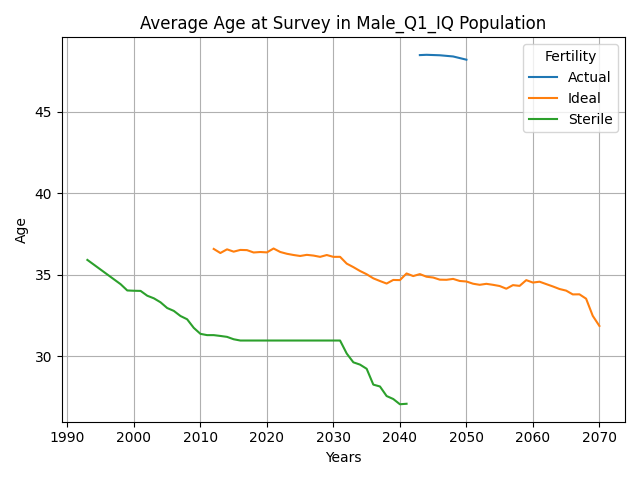 Average Age at Survey in Male_Q1_IQ Population
Fertility
Actual
Ideal
Sterile
45
40
35
30
Age
1990 2000 2010 2020 2030 2040 2050 2060 2070
Years